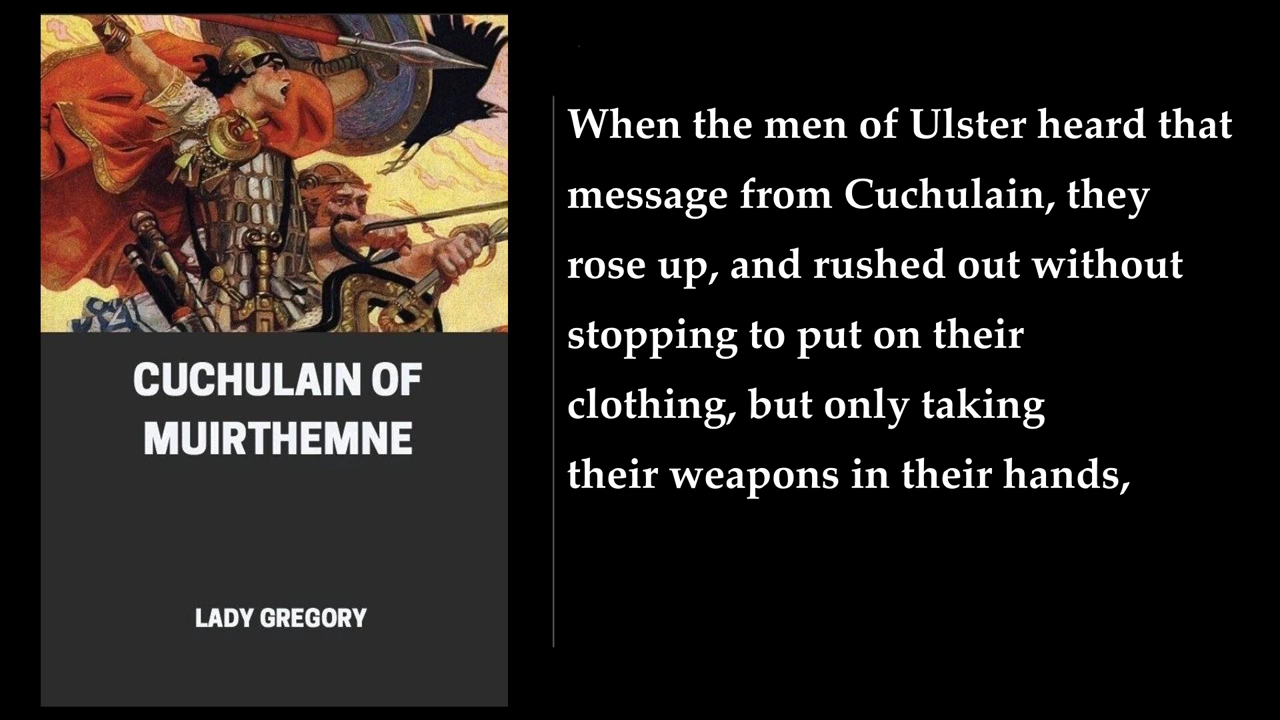 CUCHULAIN OF
MUIRTHEMNE
LADY GREGORY
When the men of Ulster heard that
message from Cuchulain, they
rose up, and rushed out without
stopping to put on their
clothing, but only taking
their weapons in their hands,